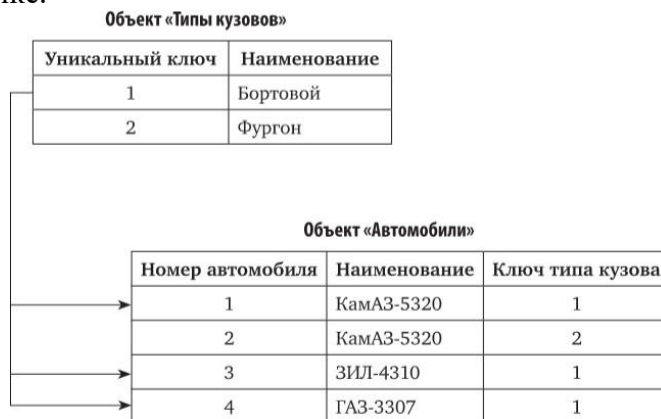 Объект «Типы кузовов»
Уникальный ключ Наименование
1 Бортовой
2 Фургон
Объект «Автомобили»
Номер автомобиля Наименование Ключ типа кузова
1 КамАЗ-5320 1
2 КамАЗ-5320 2
3 ЗИЛ-4310 1
4 ГАЗ-3307 1